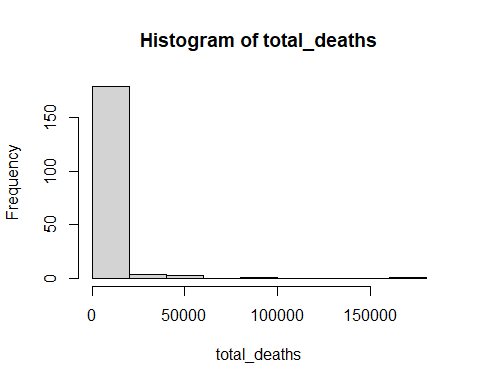 Histogram of total_deaths
Frequency
150
100
50
0
0 50000 100000 150000
total_deaths